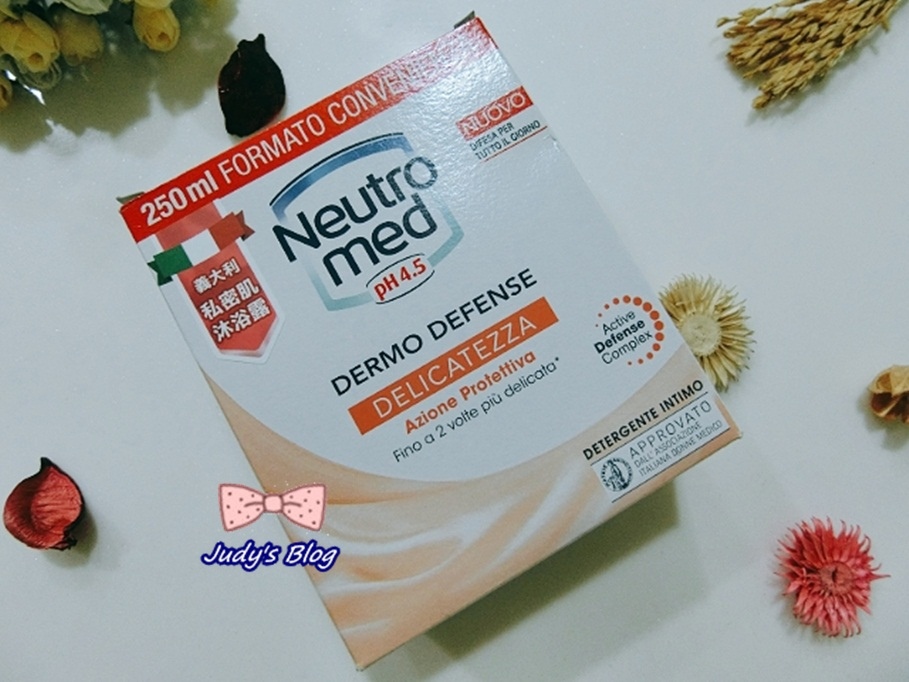 250ml FORMATO CONVEN
NUOVO
DIFESA PER
TUTTO IL GIORNO
Neutro
med
pH 4.5
義大利
私密肌
沐浴露
DERMO DEFENSE
DELICATEZZA
Azione Protettiva
Fino a 2 volte più delicata*
Active
Defense
Complex
DETERGENTE INTIMO
APPROVATO
DALL'ASSOCIAZIONE
ITALIANA DONNE MEDICO
Judy's Blog